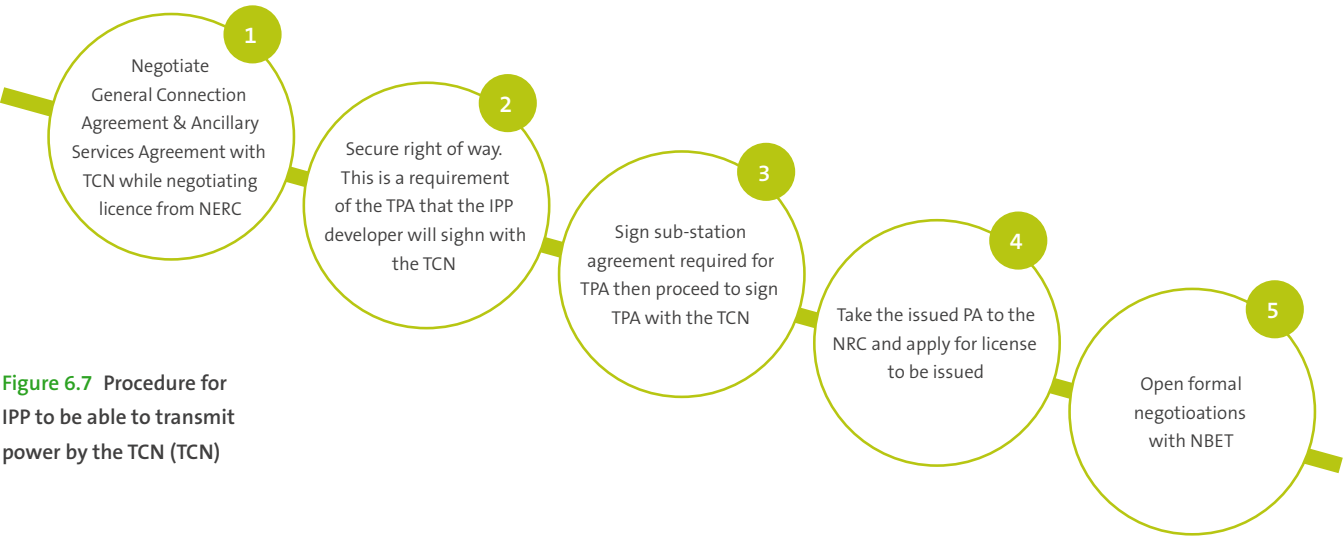 1
Negotiate
General Connection
Agreement & Ancillary
Services Agreement with
TCN while negotiating
licence from NERC
2
Secure right of way.
This is a requirement
of the TPA that the IPP
developer will sighn with
the TCN
3
Sign sub-station
agreement required for
TPA then proceed to sign
TPA with the TCN
4
Take the issued PA to the
NRC and apply for license
to be issued
5
Open formal
negotioations
with NBET
Figure 6.7 Procedure for
IPP to be able to transmit
power by the TCN (TCN)